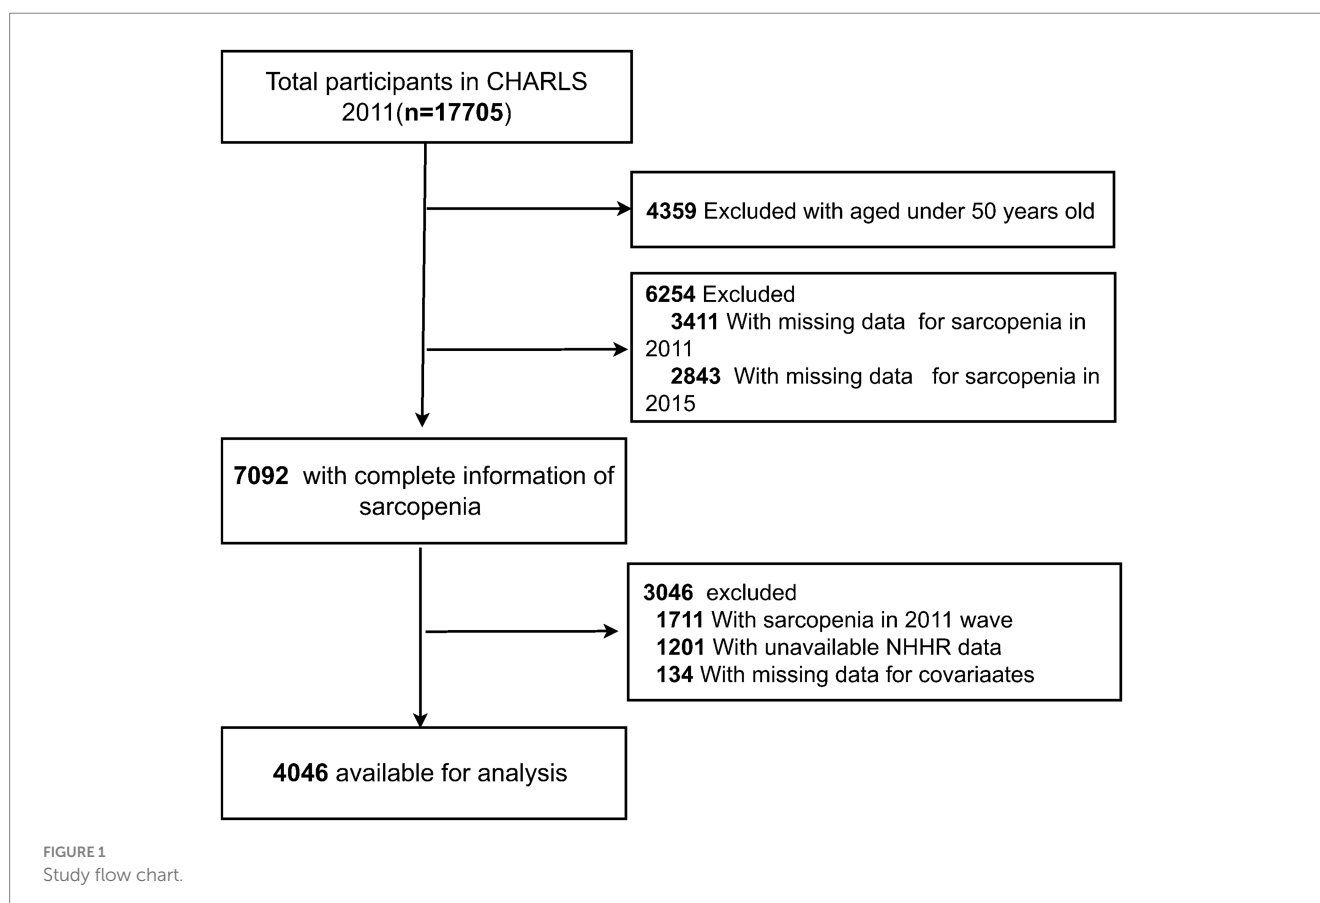 Total participants in CHARLS
2011(n=17705)
4359 Excluded with aged under 50 years old
6254 Excluded
3411 With missing data for sarcopenia in
2011
2843 With missing data for sarcopenia in
2015
7092 with complete information of
sarcopenia
3046 excluded
1711 With sarcopenia in 2011 wave
1201 With unavailable NHHR data
134 With missing data for covariaates
4046 available for analysis
FIGURE 1
Study flow chart.